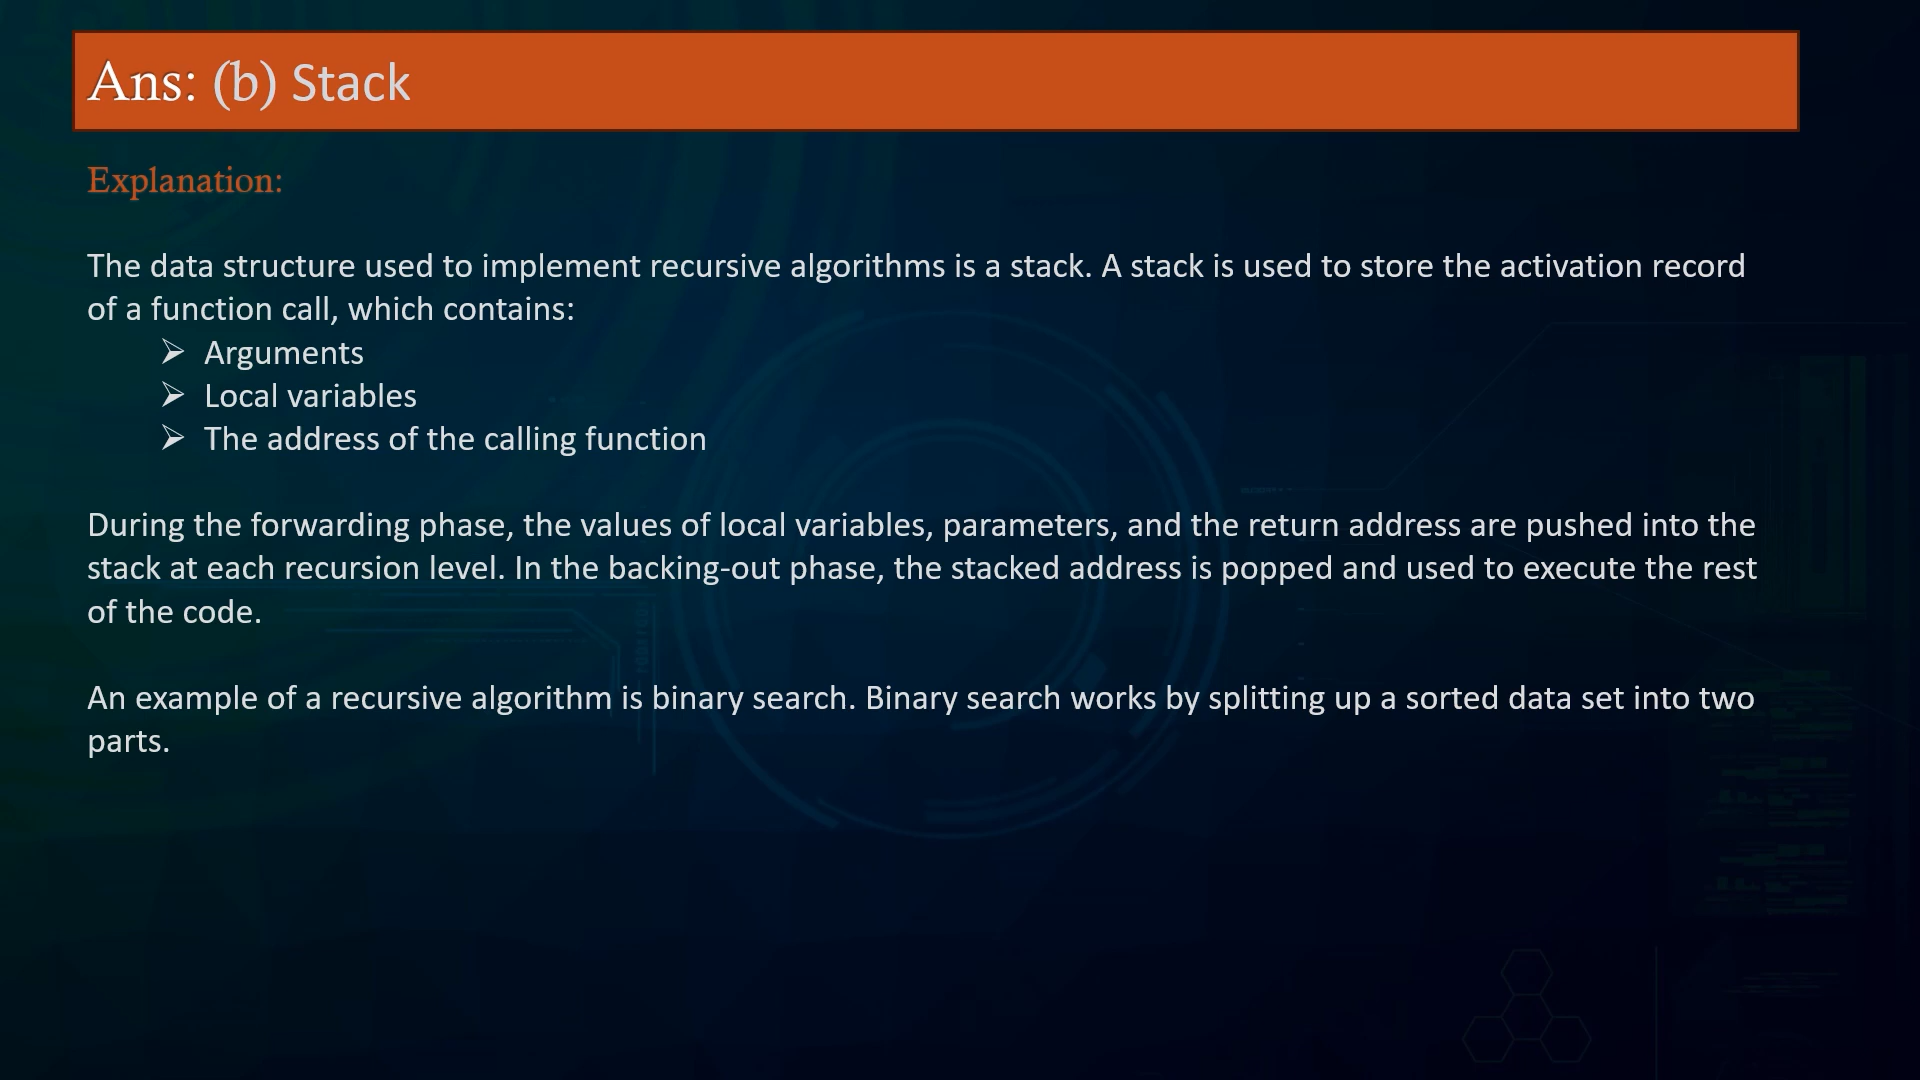 Ans: (b) Stack
Explanation:
The data structure used to implement recursive algorithms is a stack. A stack is used to store the activation record
of a function call, which contains:
➢ Arguments
➢ Local variables
➢ The address of the calling function
During the forwarding phase, the values of local variables, parameters, and the return address are pushed into the
stack at each recursion level. In the backing-out phase, the stacked address is popped and used to execute the rest
of the code.
An example of a recursive algorithm is binary search. Binary search works by splitting up a sorted data set into two
parts.